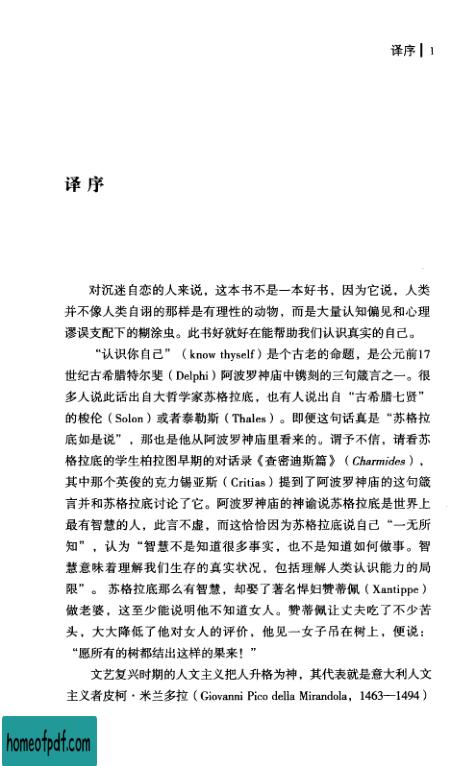 译序 1
译 序
对沉迷自恋的人来说，这本书不是一本好书，因为它说，人类
并不像人类自诩的那样是有理性的动物，而是大量认知偏见和心理
谬误支配下的糊涂虫。此书好就好在能帮助我们认识真实的自己。
“认识你自己”（know thyself）是个古老的命题，是公元前17
世纪古希腊特尔斐（Delphi）阿波罗神庙中镌刻的三句箴言之一。很
多人说此话出自大哲学家苏格拉底，也有人说出自“古希腊七贤”
的梭伦（Solon）或者泰勒斯（Thales）。即便这句话真是“苏格拉
底如是说”，那也是他从阿波罗神庙里看来的。谓予不信，请看苏
格拉底的学生柏拉图早期的对话录《查密迪斯篇》（Charmides），
其中那个英俊的克力锡亚斯（Critias）提到了阿波罗神庙的这句箴
言并和苏格拉底讨论了它。阿波罗神庙的神谕说苏格拉底是世界上
最有智慧的人，此言不虚，而这恰恰因为苏格拉底说自己“一无所
知”，认为“智慧不是知道很多事实，也不是知道如何做事。智
慧意味着理解我们生存的真实状况，包括理解人类认识能力的局
限”。苏格拉底那么有智慧，却娶了著名悍妇赞蒂佩（Xantippe）
做老婆，这至少能说明他不知道女人。赞蒂佩让丈夫吃了不少苦
头，大大降低了他对女人的评价，他见一女子吊在树上，便说：
“愿所有的树都结出这样的果来！”
文艺复兴时期的人文主义把人升格为神，其代表就是意大利人文
主义者皮柯·米兰多拉（Giovanni Pico della Mirandola，1463—1494）
homeofpdf.com